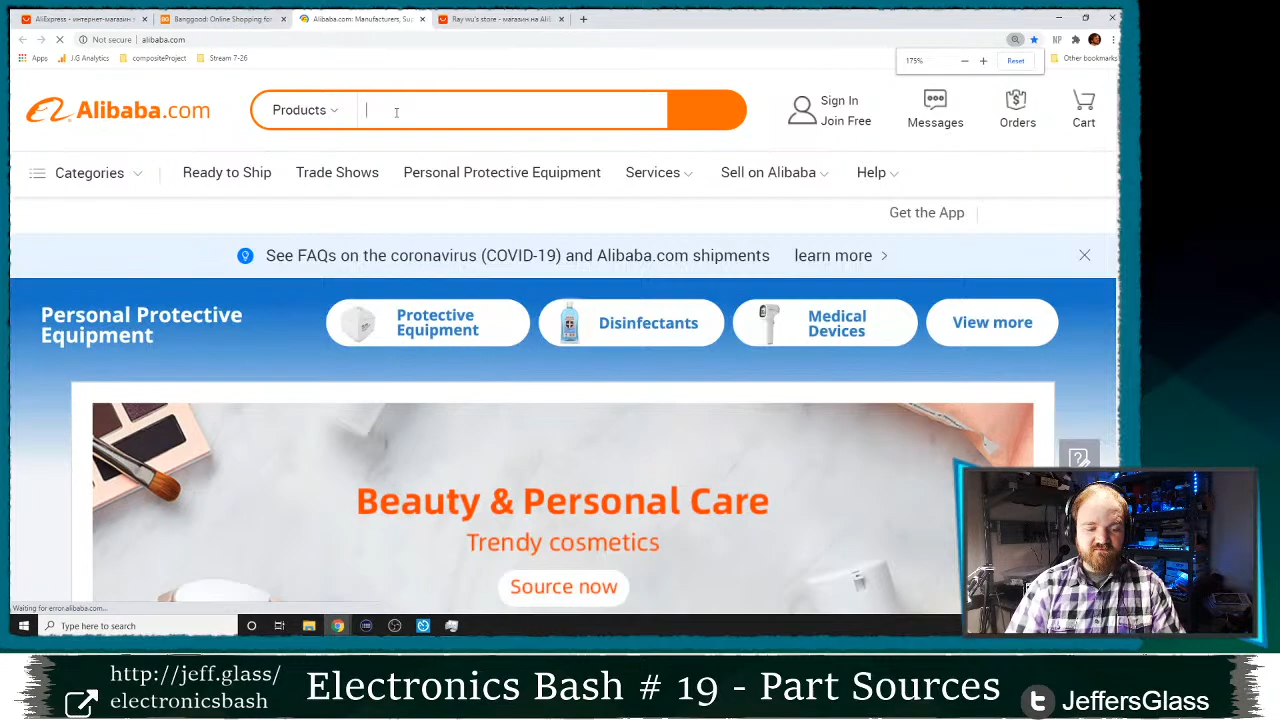 AliExpress - интернет-магазин
Banggood: Online Shopping for
Alibaba.com: Manufacturers, Su
Ray wu's store - магазин на Ali
Not secure alibaba.com
NP
Apps JG Analytics compositeProject Stream 7-26 Other bookmarks
175% Reset
Alibaba.com
Products
Sign In
Join Free
Messages
Orders
Cart
Categories Ready to Ship Trade Shows Personal Protective Equipment Services Sell on Alibaba Help
Get the App
See FAQs on the coronavirus (COVID-19) and Alibaba.com shipments learn more
Personal Protective
Equipment
Protective
Equipment
Disinfectants
Medical
Devices
View more
Beauty & Personal Care
Trendy cosmetics
Source now
Waiting for error.alibaba.com...
Type here to search
http://jeff.glass/
electronicsbash
Electronics Bash # 19 - Part Sources
JeffersGlass